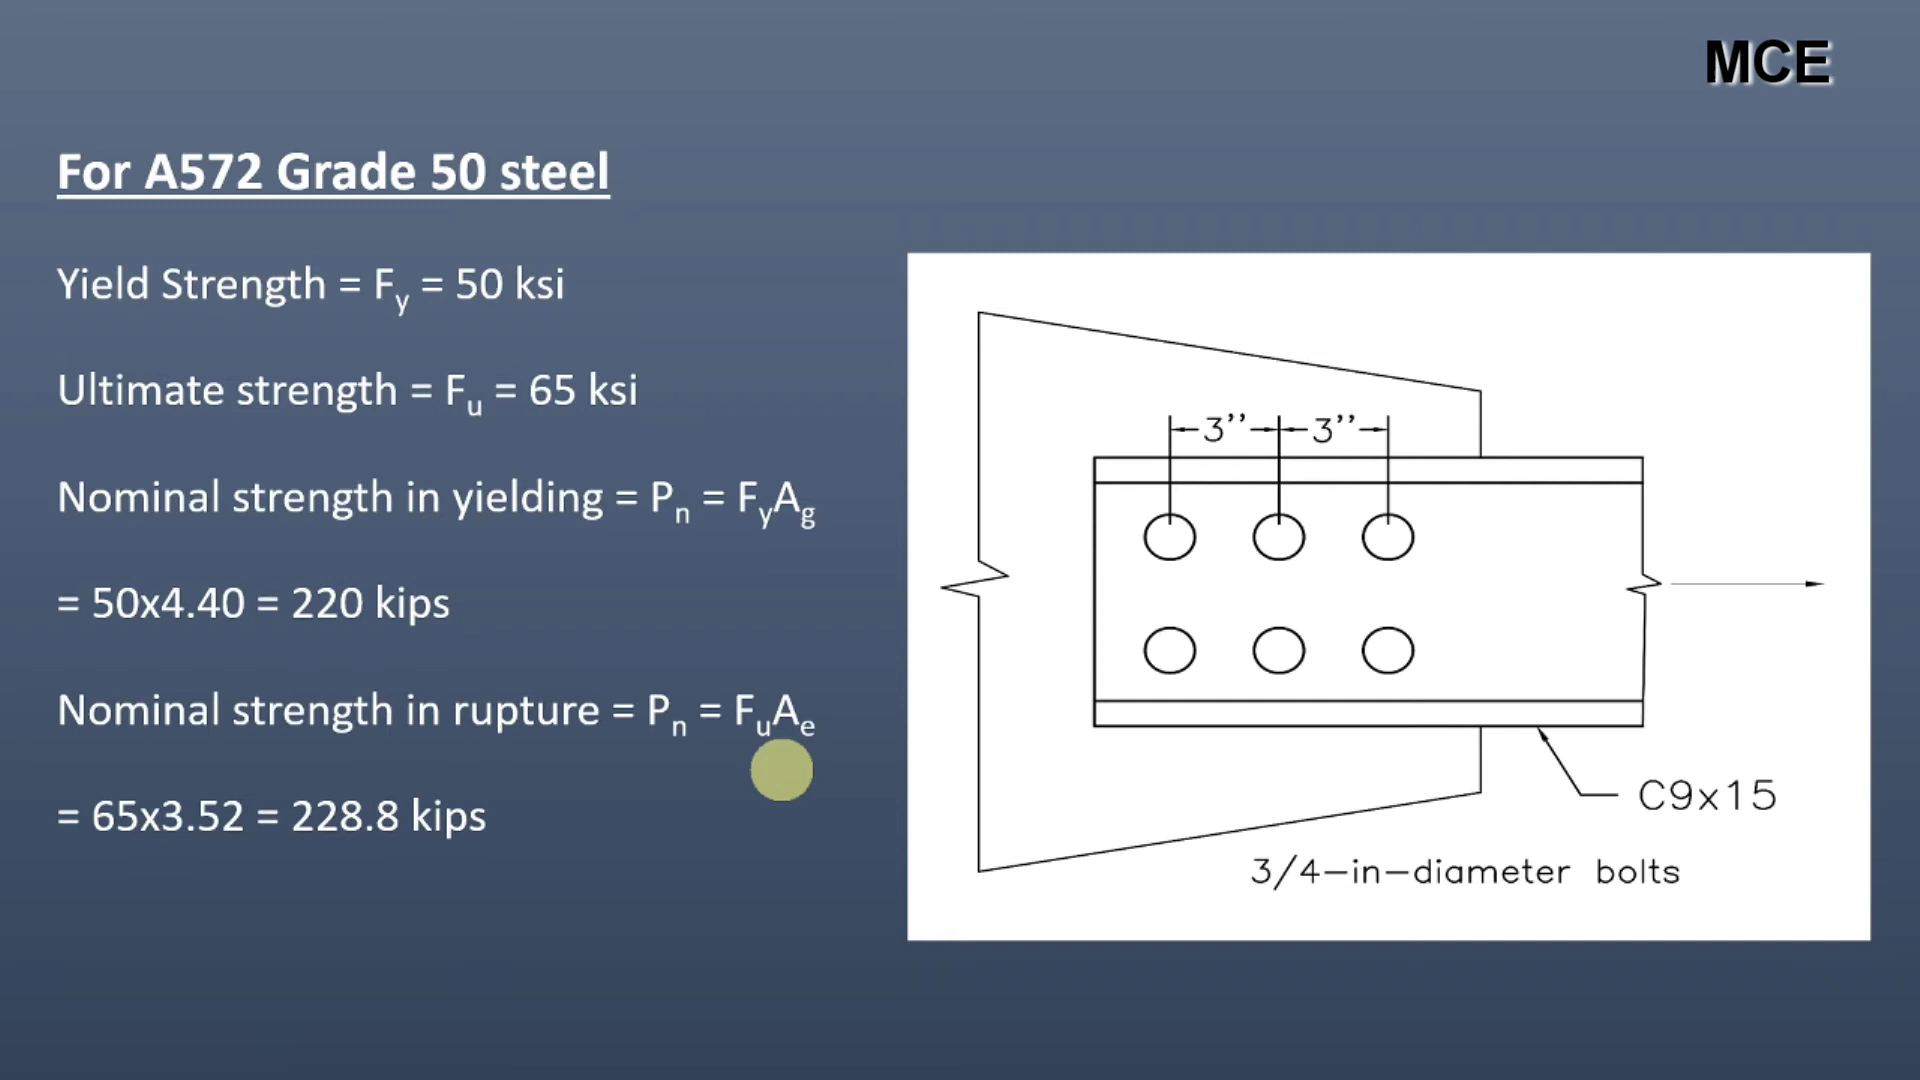 MCE
For A572 Grade 50 steel
Yield Strength = Fy = 50 ksi
Ultimate strength = Fu = 65 ksi
Nominal strength in yielding = Pn = FyAg
= 50x4.40 = 220 kips
Nominal strength in rupture = Pn = FuAe
= 65x3.52 = 228.8 kips
3’’ 3’’
C9x15
3/4-in-diameter bolts